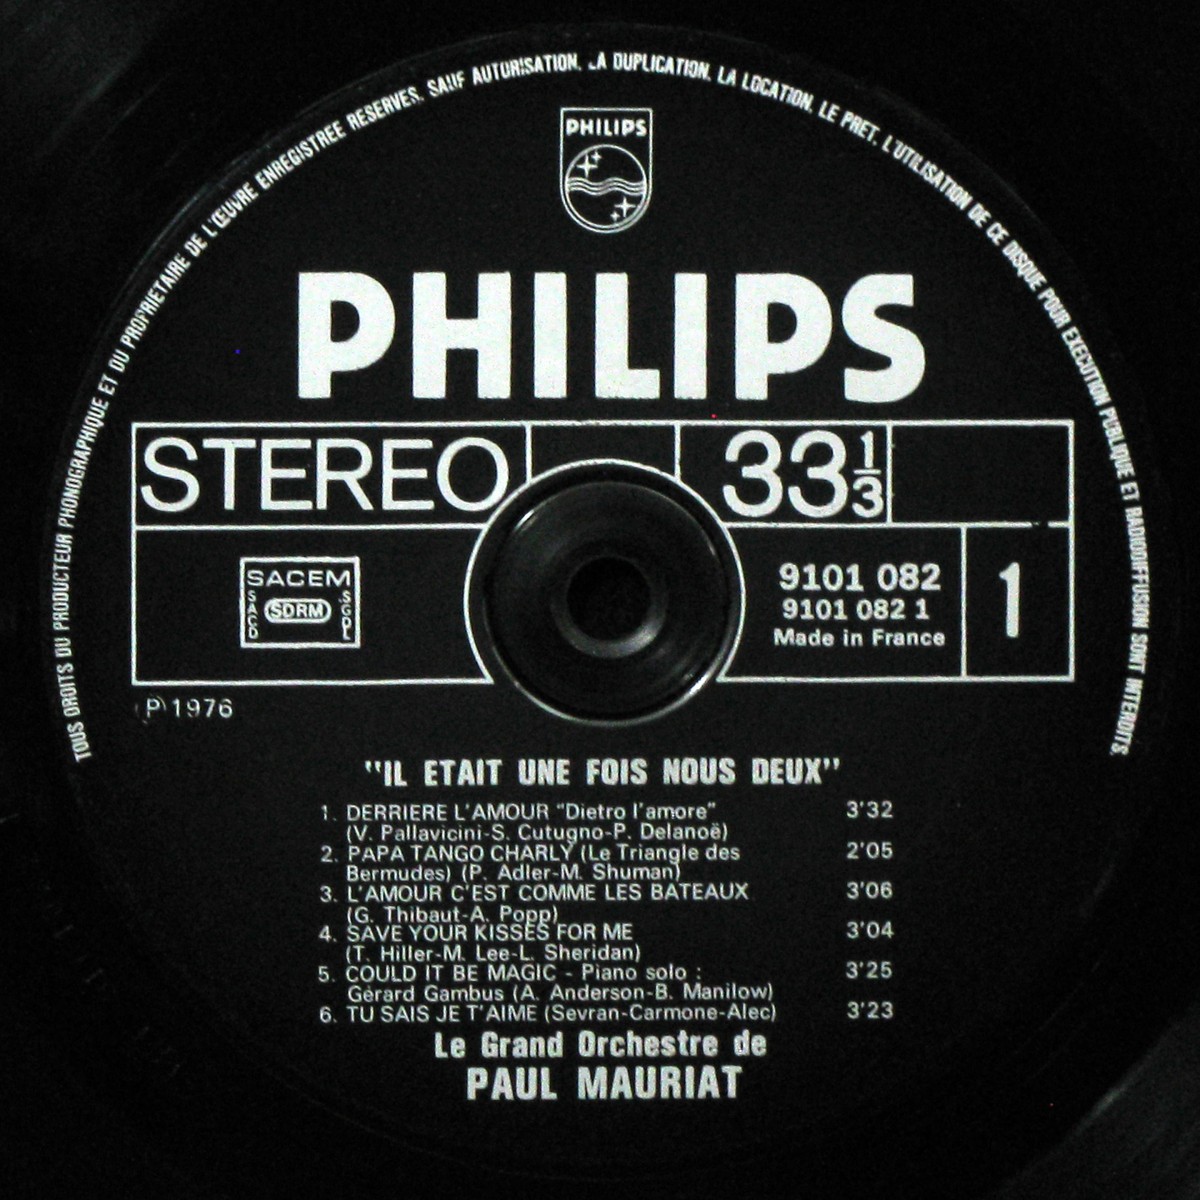 TOUS DROITS DU PRODUCTEUR PHONOGRAPHIQUE ET DU PROPRIETAIRE DE L'ŒUVRE ENREGISTREE RESERVES. SAUF AUTORISATION, LA DUPLICATION, LA LOCATION, LE PRET, L'UTILISATION DE CE DISQUE POUR EXECUTION PUBLIQUE ET RADIODIFFUSION SONT INTERDITS.
PHILIPS
PHILIPS
STEREO 33 1/3
SACEM
SACD SDRM SGDL
9101 082
9101 082 1
Made in France
1
(P) 1976
"IL ETAIT UNE FOIS NOUS DEUX"
1. DERRIERE L'AMOUR "Dietro l'amore" 3'32
(V. Pallavicini-S. Cutugno-P. Delanoë)
2. PAPA TANGO CHARLY (Le Triangle des 2'05
Bermudes) (P. Adler-M. Shuman)
3. L'AMOUR C'EST COMME LES BATEAUX 3'06
(G. Thibaut-A. Popp)
4. SAVE YOUR KISSES FOR ME 3'04
(T. Hiller-M. Lee-L. Sheridan)
5. COULD IT BE MAGIC - Piano solo : 3'25
Gérard Gambus (A. Anderson-B. Manilow)
6. TU SAIS JE T'AIME (Sevran-Carmone-Alec) 3'23
Le Grand Orchestre de
PAUL MAURIAT